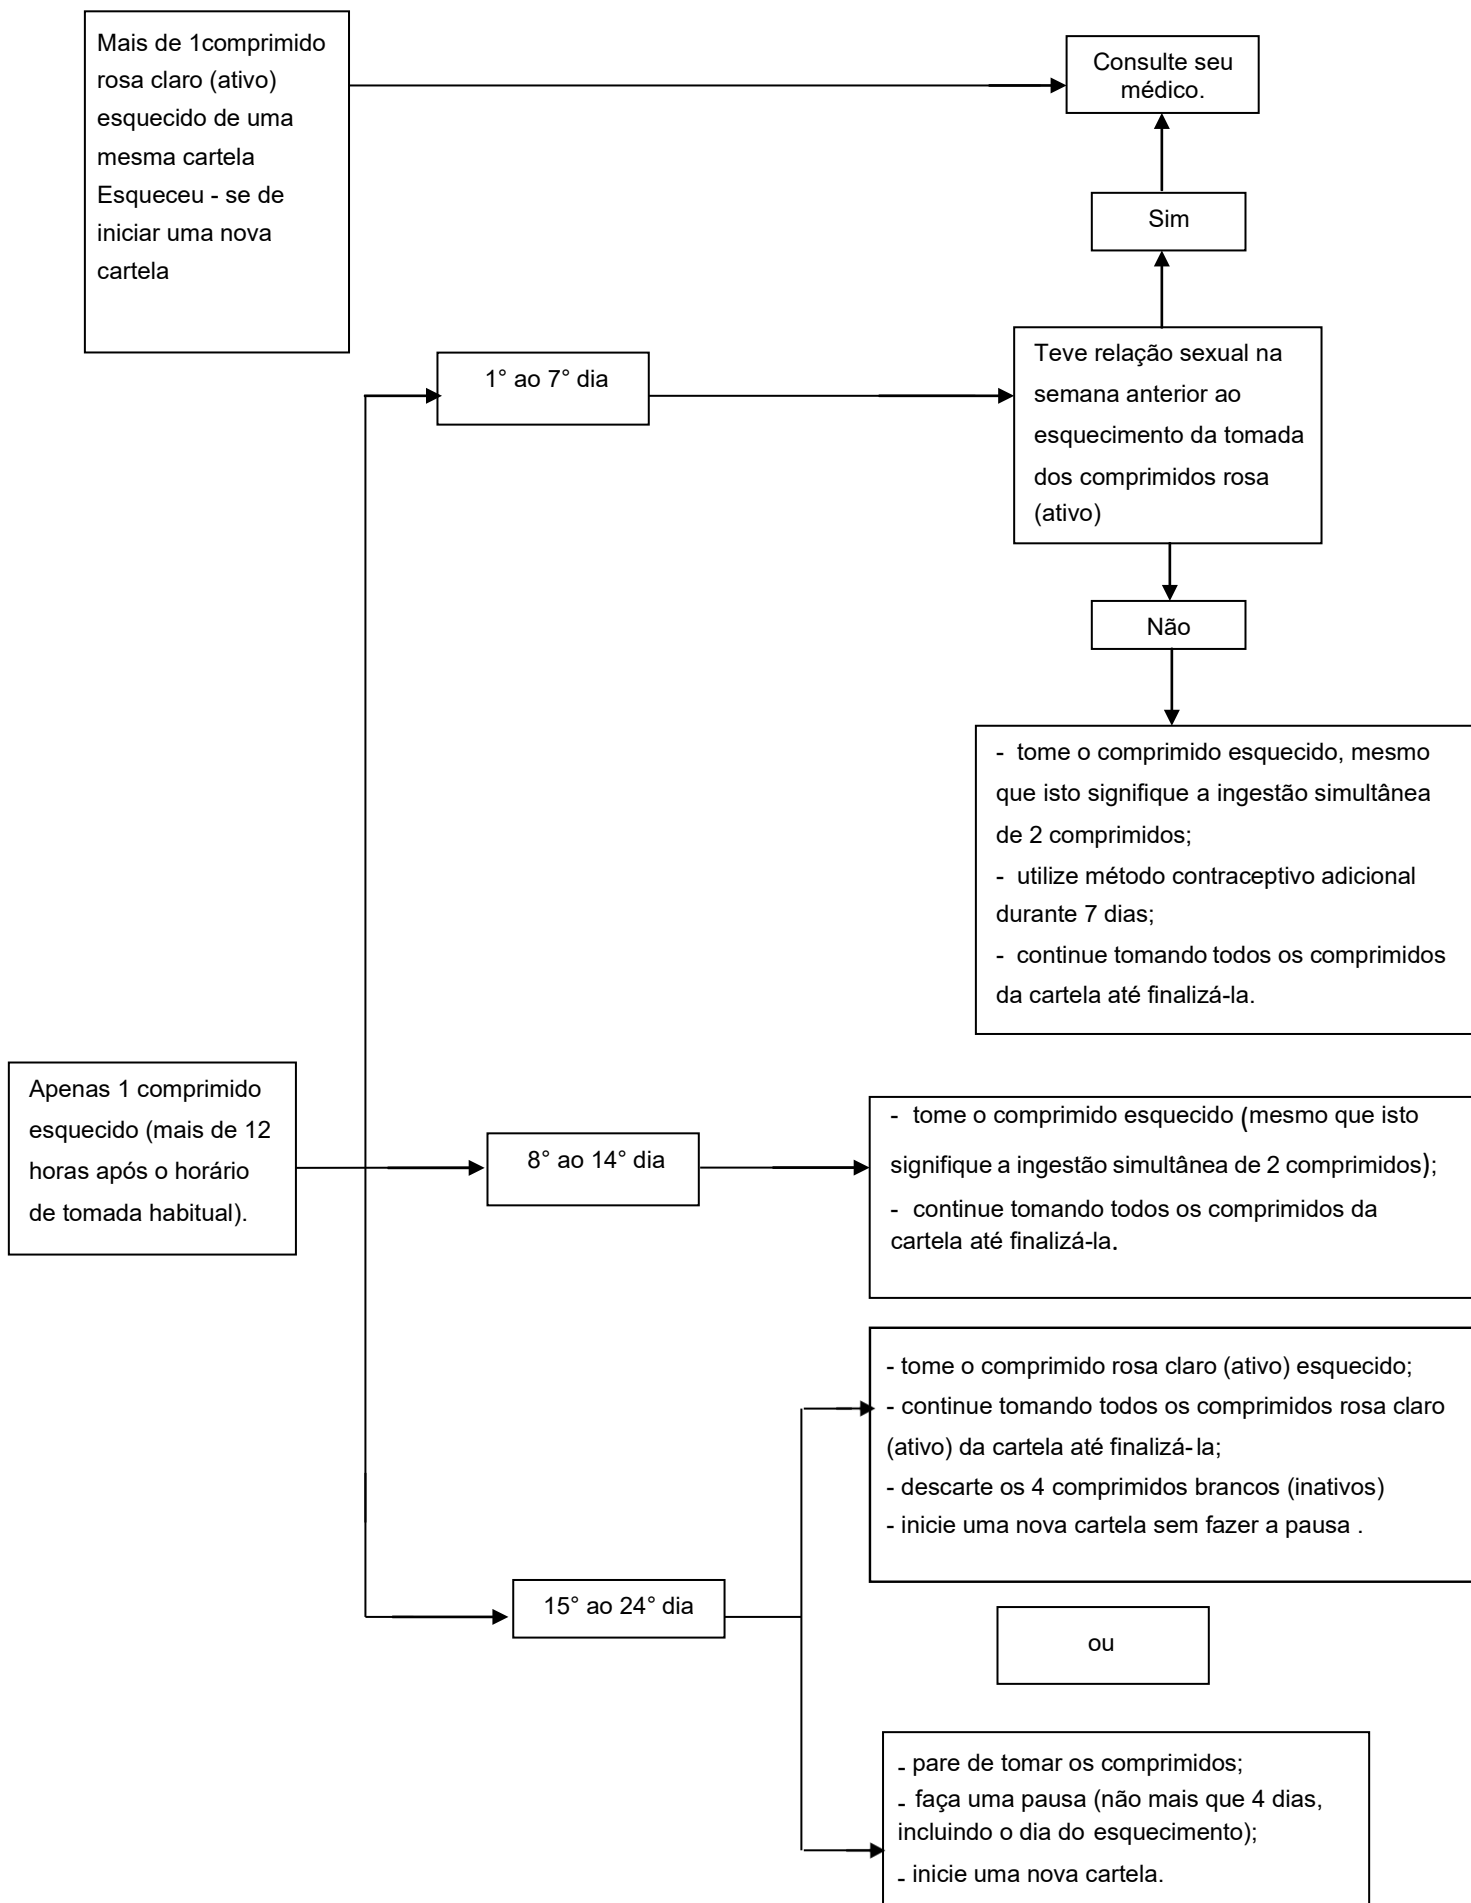 Mais de 1comprimido
rosa claro (ativo)
esquecido de uma
mesma cartela
Esqueceu - se de
iniciar uma nova
cartela
Consulte seu
médico.
Sim
Teve relação sexual na
semana anterior ao
esquecimento da tomada
dos comprimidos rosa
(ativo)
1° ao 7° dia
Não
- tome o comprimido esquecido, mesmo
que isto signifique a ingestão simultânea
de 2 comprimidos;
- utilize método contraceptivo adicional
durante 7 dias;
- continue tomando todos os comprimidos
da cartela até finalizá-la.
Apenas 1 comprimido
esquecido (mais de 12
horas após o horário
de tomada habitual).
8° ao 14° dia
- tome o comprimido esquecido (mesmo que isto
signifique a ingestão simultânea de 2 comprimidos);
- continue tomando todos os comprimidos da
cartela até finalizá-la.
- tome o comprimido rosa claro (ativo) esquecido;
- continue tomando todos os comprimidos rosa claro
(ativo) da cartela até finalizá-la;
- descarte os 4 comprimidos brancos (inativos)
- inicie uma nova cartela sem fazer a pausa .
15° ao 24° dia
ou
- pare de tomar os comprimidos;
- faça uma pausa (não mais que 4 dias,
incluindo o dia do esquecimento);
- inicie uma nova cartela.